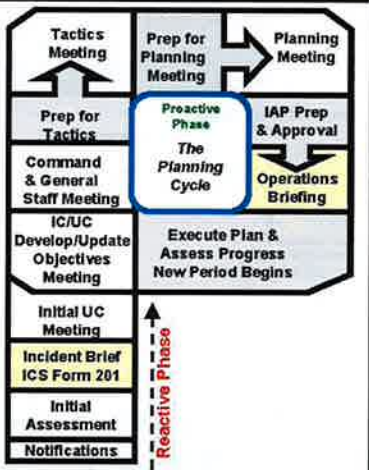 Tactics
Meeting
Prep for
Planning
Meeting
Planning
Meeting
Prep for
Tactics
Proactive
Phase
The
Planning
Cycle
IAP Prep
& Approval
Command
& General
Staff Meeting
Operations
Briefing
IC/UC
Develop/Update
Objectives
Meeting
Execute Plan &
Assess Progress
New Period Begins
Initial UC
Meeting
Incident Brief
ICS Form 201
Initial
Assessment
Notifications
Reactive Phase